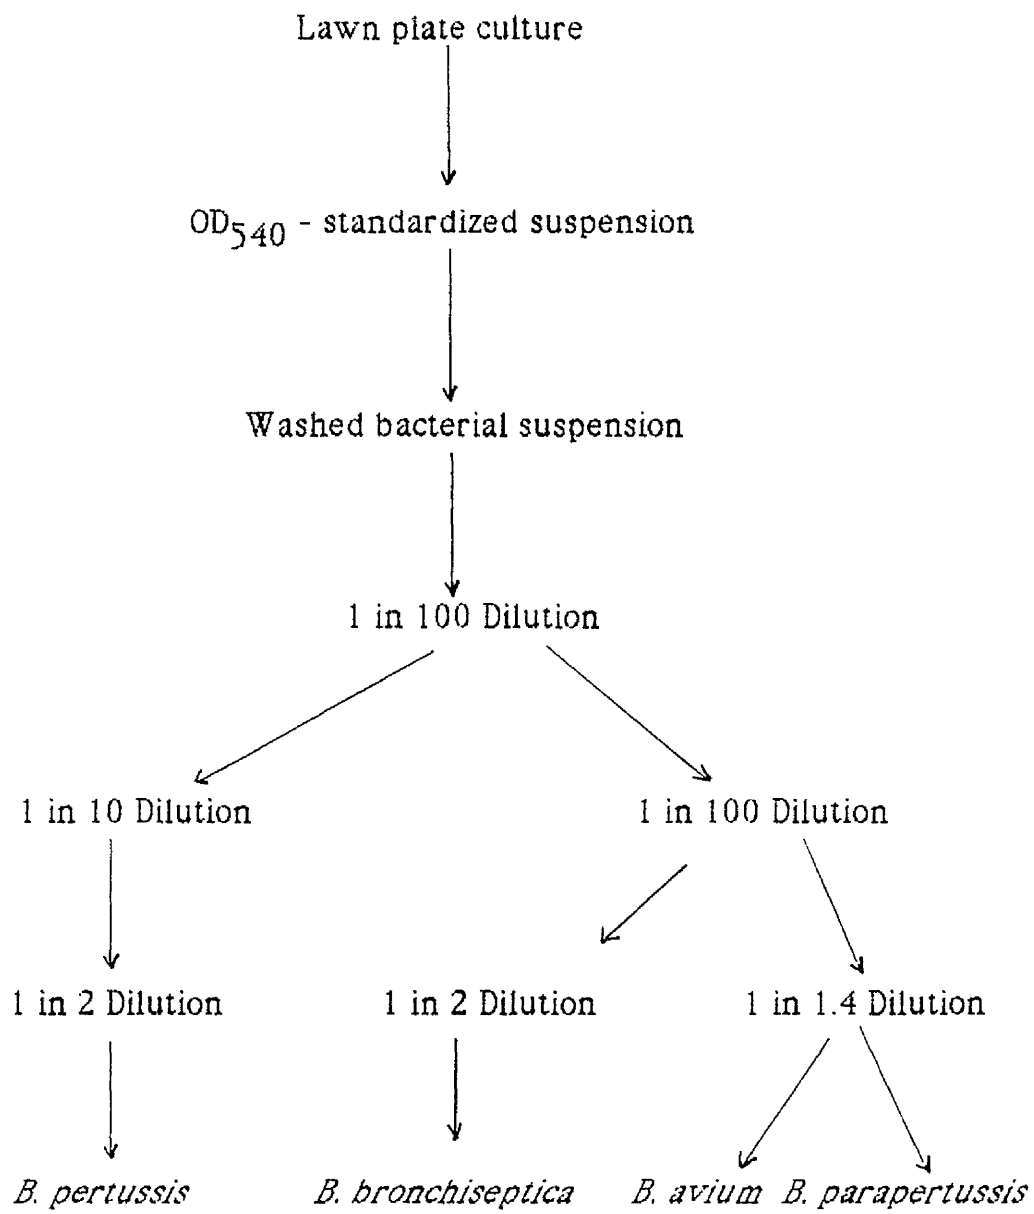 Lawn plate culture
OD540 - standardized suspension
Washed bacterial suspension
1 in 100 Dilution
1 in 10 Dilution 1 in 100 Dilution
1 in 2 Dilution 1 in 2 Dilution 1 in 1.4 Dilution
B. pertussis B. bronchiseptica B. avium B. parapertussis